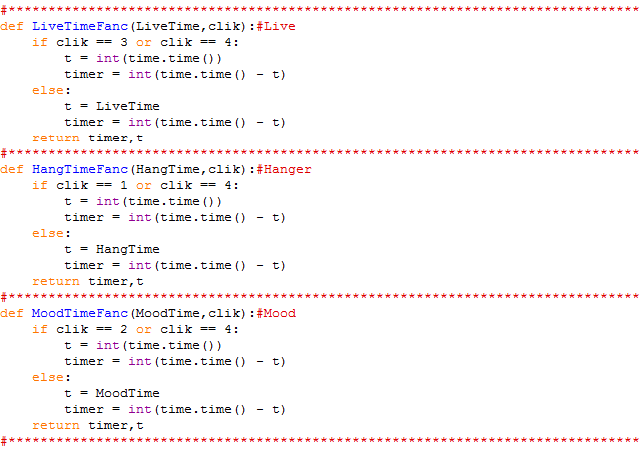 #*******************************************************************************
def LiveTimeFanc(LiveTime,clik):#Live
    if clik == 3 or clik == 4:
        t = int(time.time())
        timer = int(time.time() - t)
    else:
        t = LiveTime
        timer = int(time.time() - t)
    return timer,t
#*******************************************************************************
def HangTimeFanc(HangTime,clik):#Hanger
    if clik == 1 or clik == 4:
        t = int(time.time())
        timer = int(time.time() - t)
    else:
        t = HangTime
        timer = int(time.time() - t)
    return timer,t
#*******************************************************************************
def MoodTimeFanc(MoodTime,clik):#Mood
    if clik == 2 or clik == 4:
        t = int(time.time())
        timer = int(time.time() - t)
    else:
        t = MoodTime
        timer = int(time.time() - t)
    return timer,t
#*******************************************************************************